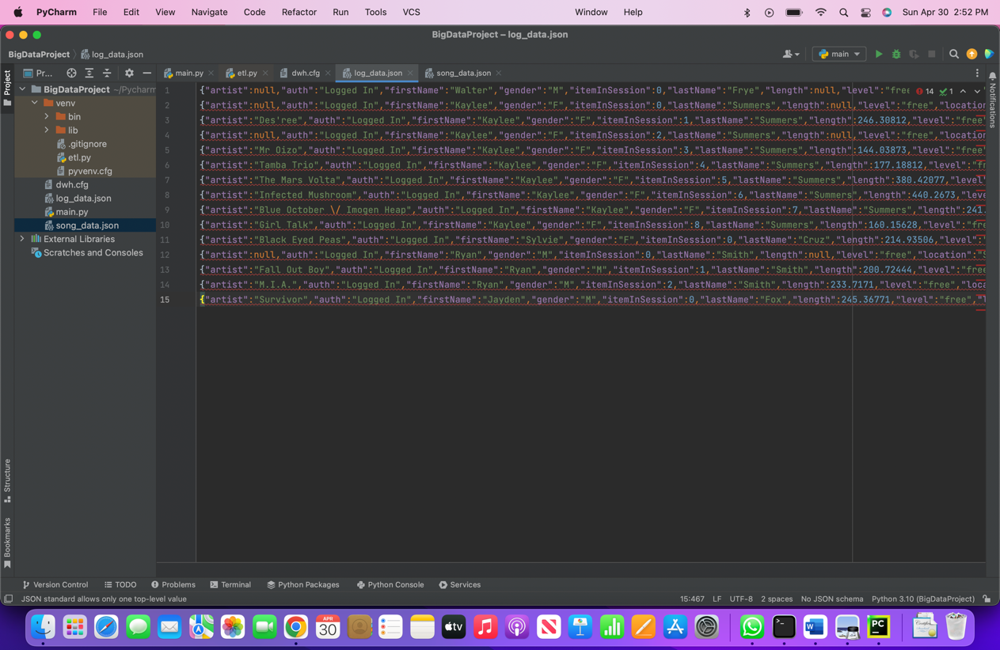 PyCharm File Edit View Navigate Code Refactor Run Tools VCS Window Help Sun Apr 30 2:52 PM
BigDataProject – log_data.json
BigDataProject log_data.json main
Pr... main.py etl.py dwh.cfg log_data.json song_data.json
Project
BigDataProject ~/Pycharm
venv
bin
lib
.gitignore
etl.py
pyvenv.cfg
dwh.cfg
log_data.json
main.py
song_data.json
External Libraries
Scratches and Consoles
1 {"artist":null,"auth":"Logged In","firstName":"Walter","gender":"M","itemInSession":0,"lastName":"Frye","length":null,"level":"free 14 1
2 {"artist":null,"auth":"Logged In","firstName":"Kaylee","gender":"F","itemInSession":0,"lastName":"Summers","length":null,"level":"free","location
3 {"artist":"Des'ree","auth":"Logged In","firstName":"Kaylee","gender":"F","itemInSession":1,"lastName":"Summers","length":246.30812,"level":"free"
4 {"artist":null,"auth":"Logged In","firstName":"Kaylee","gender":"F","itemInSession":2,"lastName":"Summers","length":null,"level":"free","location
5 {"artist":"Mr Oizo","auth":"Logged In","firstName":"Kaylee","gender":"F","itemInSession":3,"lastName":"Summers","length":144.03873,"level":"free"
6 {"artist":"Tamba Trio","auth":"Logged In","firstName":"Kaylee","gender":"F","itemInSession":4,"lastName":"Summers","length":177.18812,"level":"fr
7 {"artist":"The Mars Volta","auth":"Logged In","firstName":"Kaylee","gender":"F","itemInSession":5,"lastName":"Summers","length":380.42077,"level"
8 {"artist":"Infected Mushroom","auth":"Logged In","firstName":"Kaylee","gender":"F","itemInSession":6,"lastName":"Summers","length":440.2673,"leve
9 {"artist":"Blue October \/ Imogen Heap","auth":"Logged In","firstName":"Kaylee","gender":"F","itemInSession":7,"lastName":"Summers","length":241.
10 {"artist":"Girl Talk","auth":"Logged In","firstName":"Kaylee","gender":"F","itemInSession":8,"lastName":"Summers","length":160.15628,"level":"fre
11 {"artist":"Black Eyed Peas","auth":"Logged In","firstName":"Sylvie","gender":"F","itemInSession":0,"lastName":"Cruz","length":214.93506,"level":"
12 {"artist":null,"auth":"Logged In","firstName":"Ryan","gender":"M","itemInSession":0,"lastName":"Smith","length":null,"level":"free","location":"S
13 {"artist":"Fall Out Boy","auth":"Logged In","firstName":"Ryan","gender":"M","itemInSession":1,"lastName":"Smith","length":200.72444,"level":"free
14 {"artist":"M.I.A.","auth":"Logged In","firstName":"Ryan","gender":"M","itemInSession":2,"lastName":"Smith","length":233.7171,"level":"free","loca
15 {"artist":"Survivor","auth":"Logged In","firstName":"Jayden","gender":"M","itemInSession":0,"lastName":"Fox","length":245.36771,"level":"free","l
Notifications
Structure
Bookmarks
Version Control TODO Problems Terminal Python Packages Python Console Services
JSON standard allows only one top-level value 15:467 LF UTF-8 2 spaces No JSON schema Python 3.10 (BigDataProject)
APR
30
tv
PC